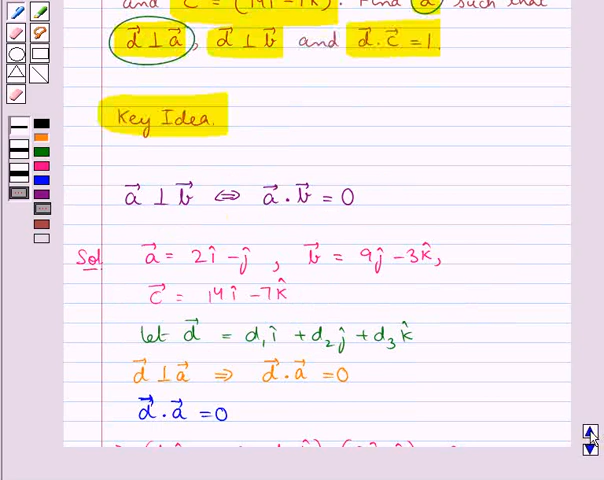 and c⃗ = (14î - 7k̂). Find d⃗ such that
d⃗ ⊥ a⃗, d⃗ ⊥ b⃗ and d⃗ . c⃗ = 1.
Key Idea.
a⃗ ⊥ b⃗ ⇔ a⃗ . b⃗ = 0
Sol a⃗ = 2î - ĵ , b⃗ = 9ĵ - 3k̂,
c⃗ = 14î - 7k̂
let d⃗ = d₁î + d₂ĵ + d₃k̂
d⃗ ⊥ a⃗ ⇒ d⃗ . a⃗ = 0
d⃗ . a⃗ = 0